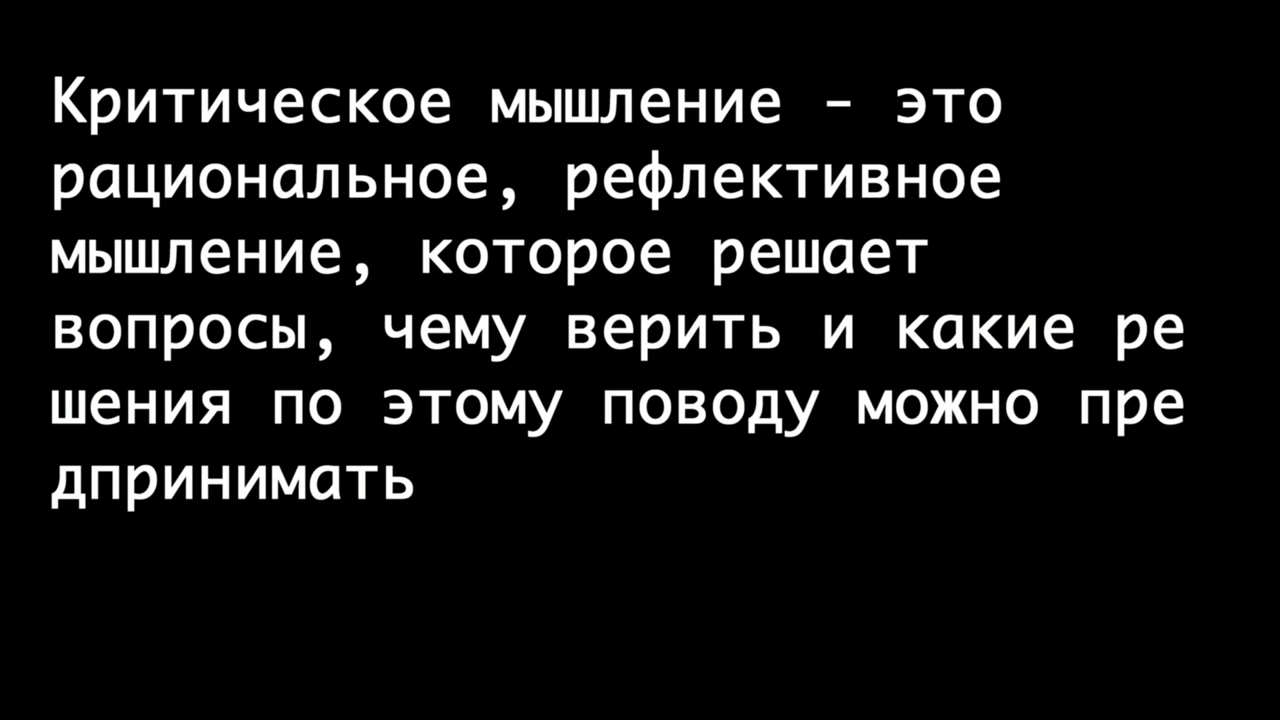 Критическое мышление - это
рациональное, рефлективное
мышление, которое решает
вопросы, чему верить и какие ре
шения по этому поводу можно пре
дпринимать